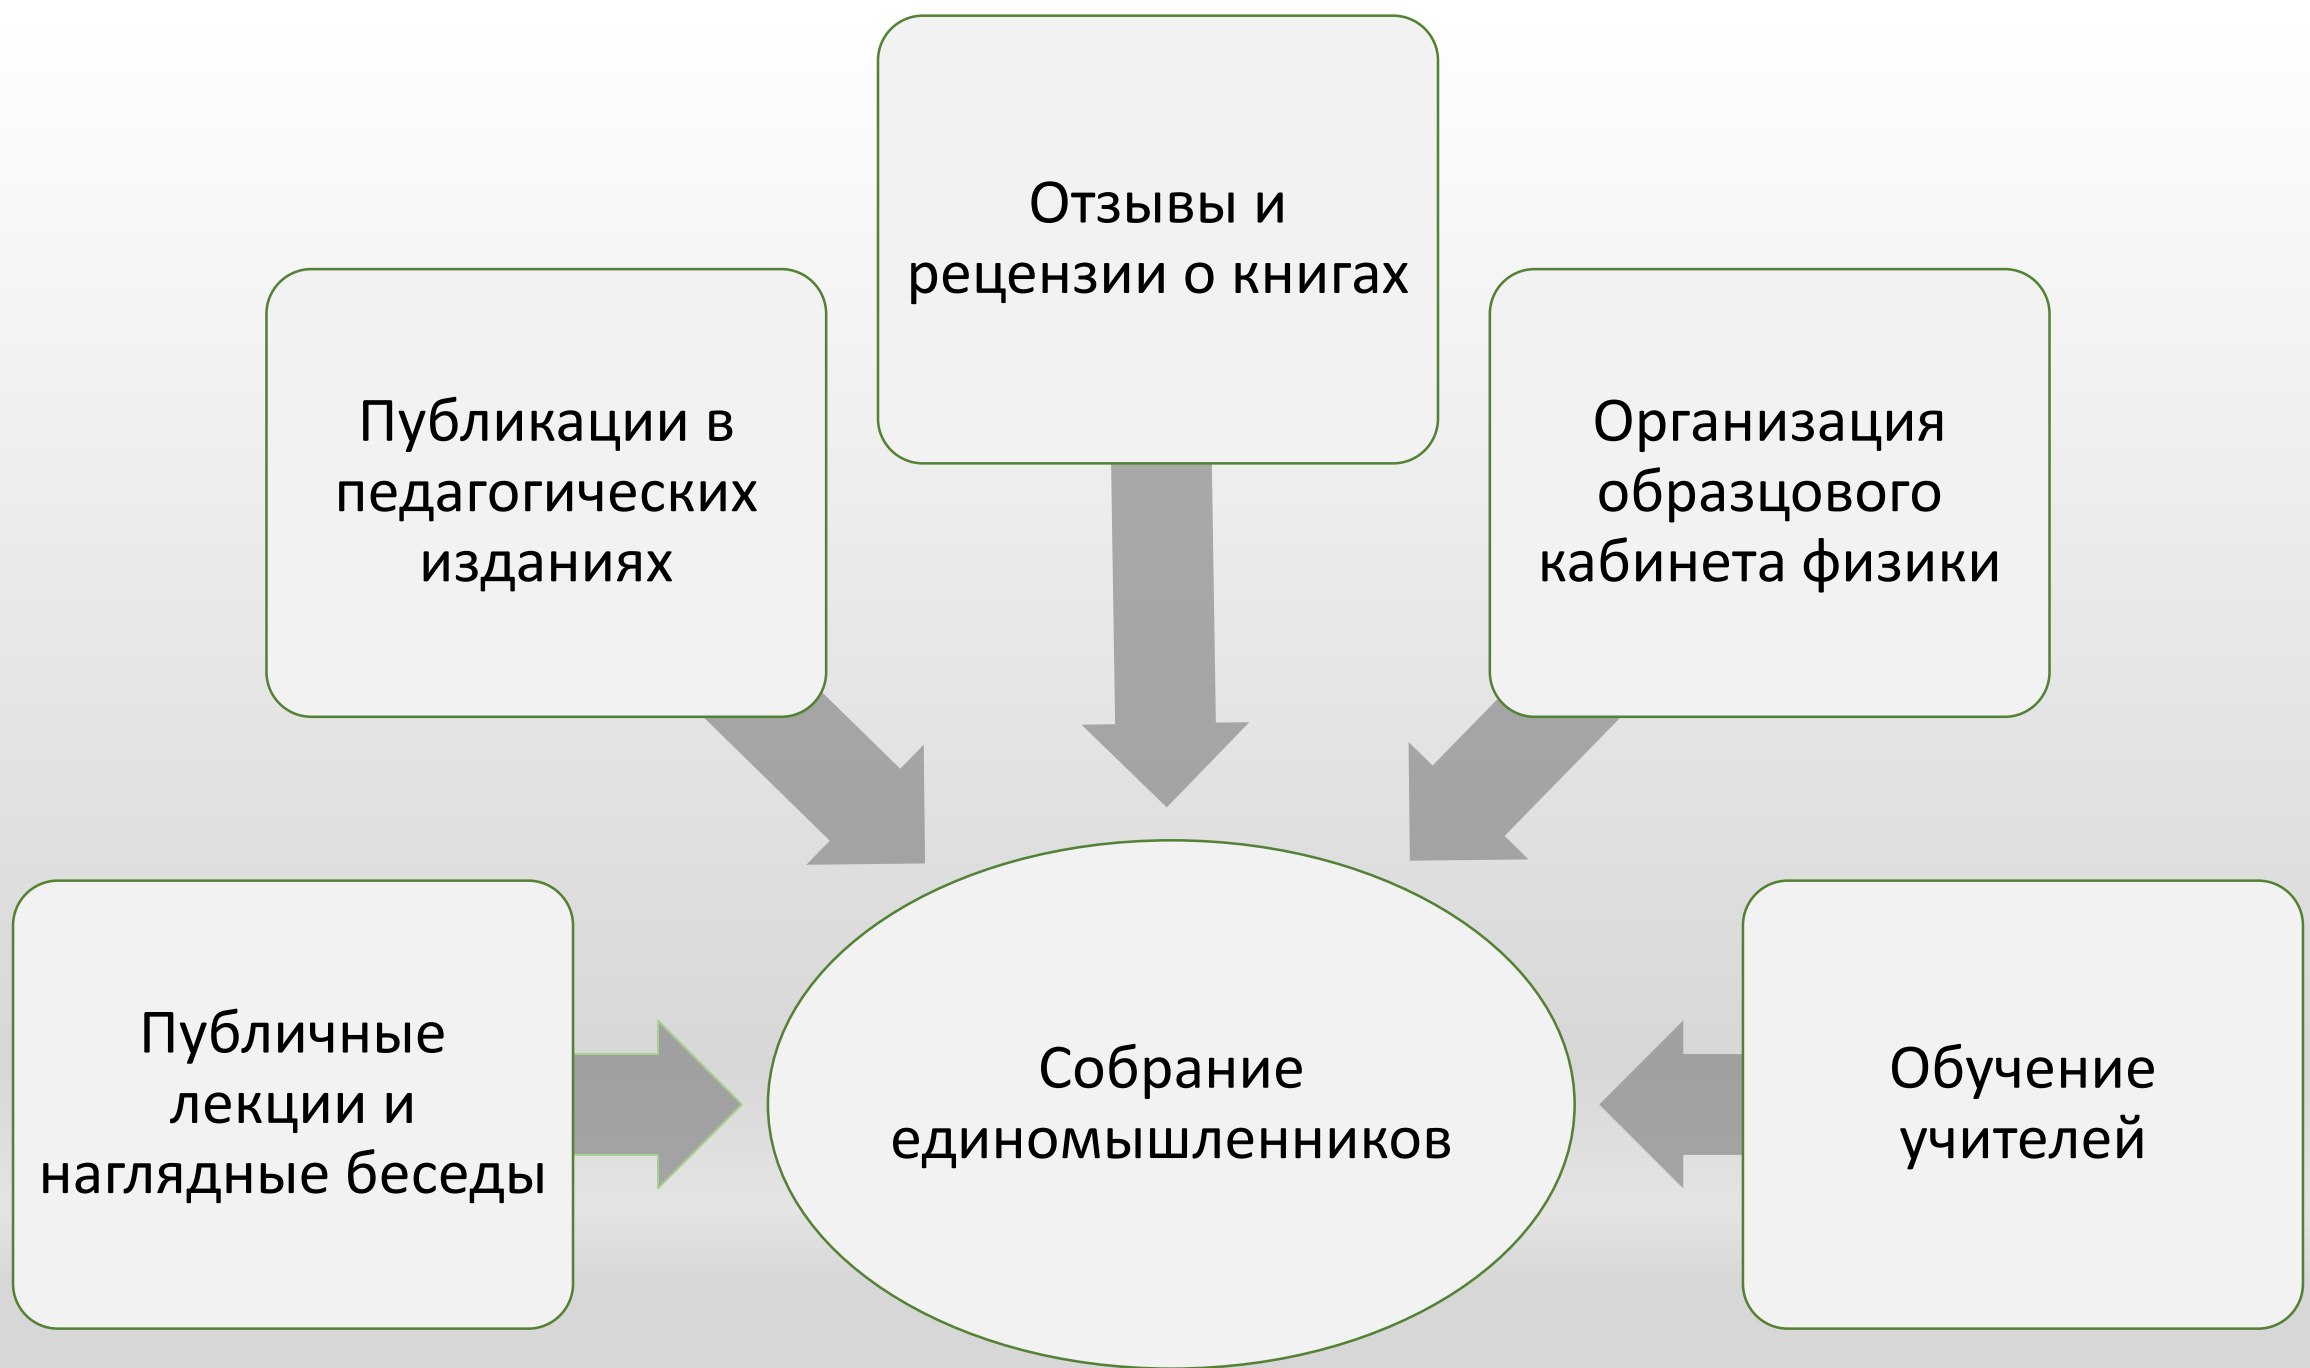 Отзывы и
рецензии о книгах
Публикации в
педагогических
изданиях
Организация
образцового
кабинета физики
Публичные
лекции и
наглядные беседы
Собрание
единомышленников
Обучение
учителей